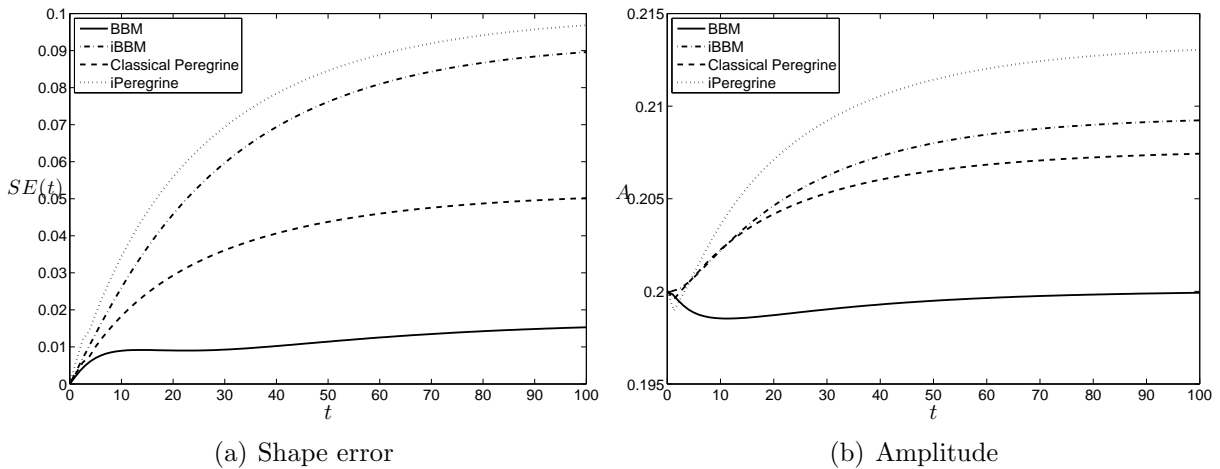 0.1
0.09
0.08
0.07
0.06
0.05
0.04
0.03
0.02
0.01
0
SE(t)
BBM
iBBM
Classical Peregrine
iPeregrine
0 10 20 30 40 50 60 70 80 90 100
t
(a) Shape error
0.215
0.21
0.205
0.2
0.195
A
BBM
iBBM
Classical Peregrine
iPeregrine
0 10 20 30 40 50 60 70 80 90 100
t
(b) Amplitude